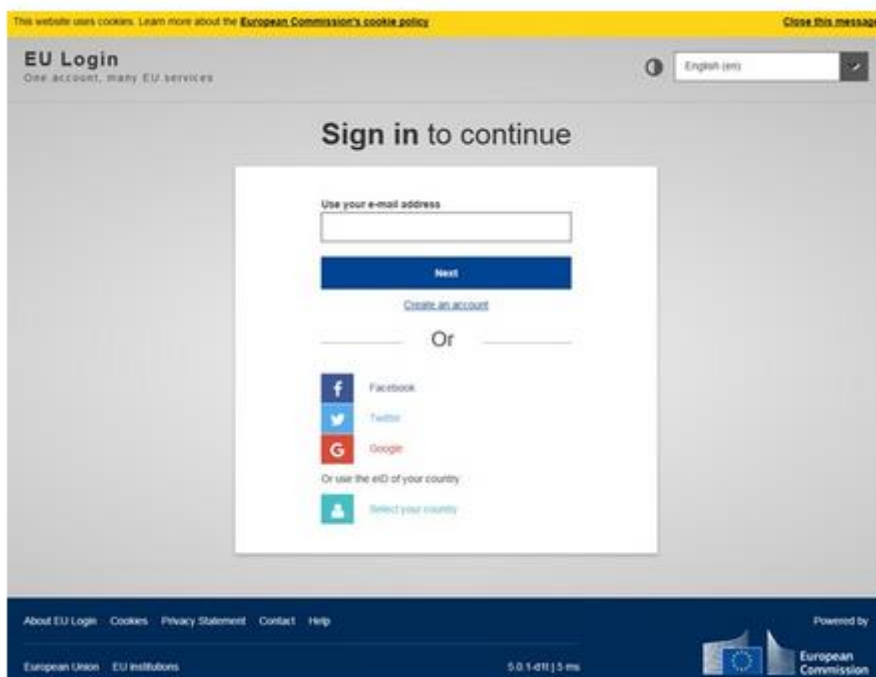 This website uses cookies. Learn more about the European Commission's cookie policy
Close this message
EU Login
One account, many EU services
English (en)
Sign in to continue
Use your e-mail address
Next
Create an account
Or
f Facebook
Twitter
G Google
Or use the eID of your country
Select your country
About EU Login Cookies Privacy Statement Contact Help
Powered by
European Union EU institutions
5 ms
European
Commission